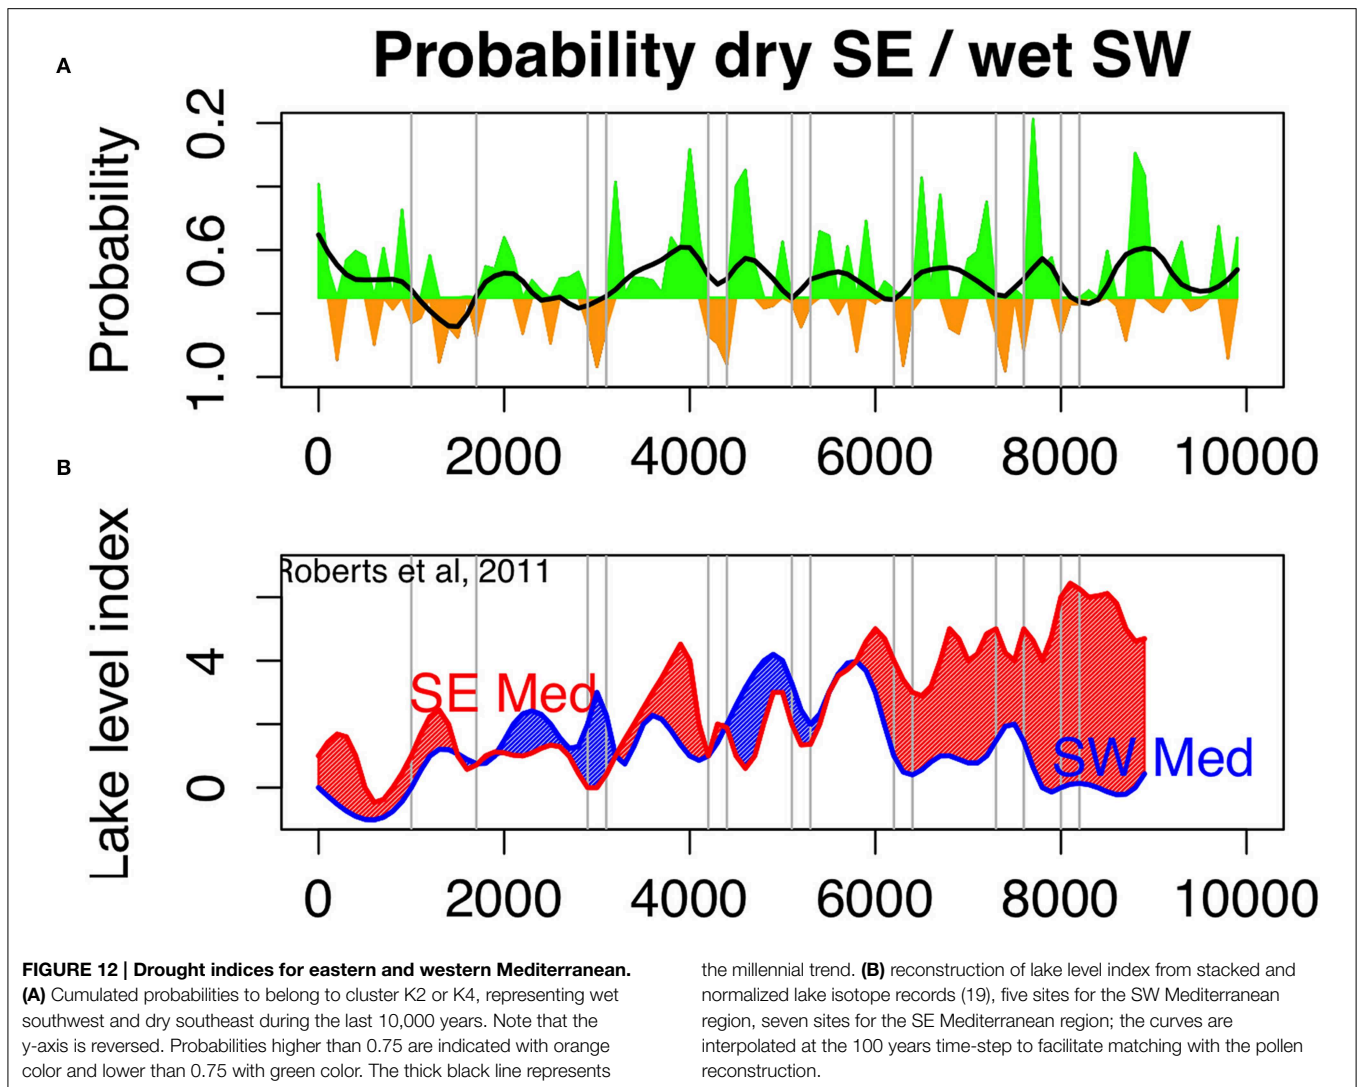 A
Probability dry SE / wet SW
Probability
0.2
0.6
1.0
0
2000
4000
6000
8000
10000
B
Lake level index
4
0
Roberts et al, 2011
SE Med
SW Med
0
2000
4000
6000
8000
10000
FIGURE 12 | Drought indices for eastern and western Mediterranean.
(A) Cumulated probabilities to belong to cluster K2 or K4, representing wet
southwest and dry southeast during the last 10,000 years. Note that the
y-axis is reversed. Probabilities higher than 0.75 are indicated with orange
color and lower than 0.75 with green color. The thick black line represents
the millennial trend. (B) reconstruction of lake level index from stacked and
normalized lake isotope records (19), five sites for the SW Mediterranean
region, seven sites for the SE Mediterranean region; the curves are
interpolated at the 100 years time-step to facilitate matching with the pollen
reconstruction.